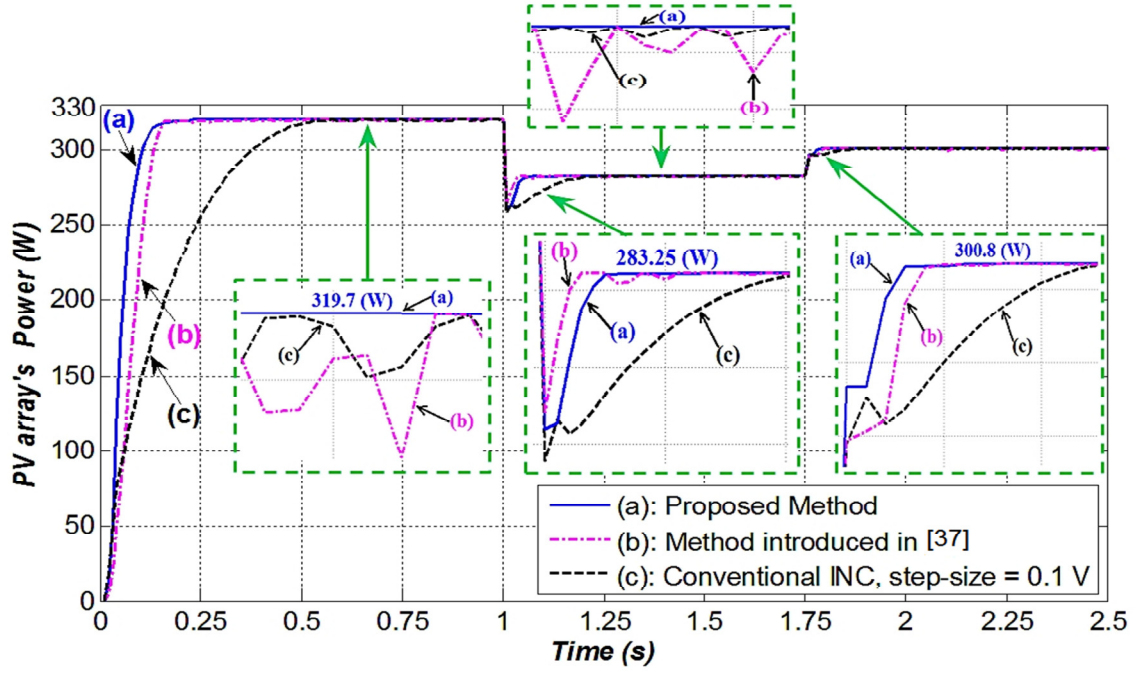 (a)
(c)
(b)
330
300
250
200
150
100
50
0
PV array's Power (W)
(a)
(b)
(c)
319.7 (W)
(a)
(c)
(b)
(b)
283.25 (W)
(a)
(c)
300.8 (W)
(a)
(b)
(c)
(a): Proposed Method
(b): Method introduced in [37]
(c): Conventional INC, step-size = 0.1 V
0 0.25 0.5 0.75 1 1.25 1.5 1.75 2 2.25 2.5
Time (s)